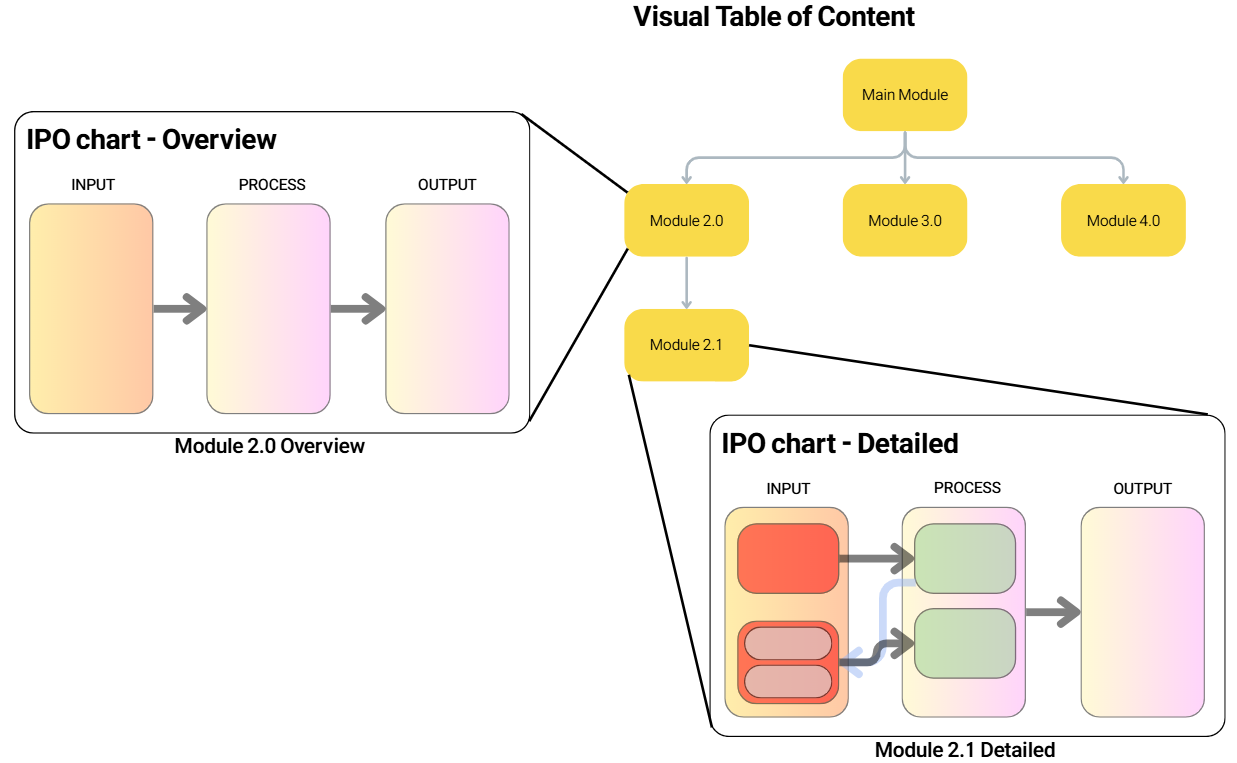 Visual Table of Content
Main Module
IPO chart - Overview
INPUT
PROCESS
OUTPUT
Module 2.0
Module 3.0
Module 4.0
Module 2.1
Module 2.0 Overview
IPO chart - Detailed
INPUT
PROCESS
OUTPUT
Module 2.1 Detailed